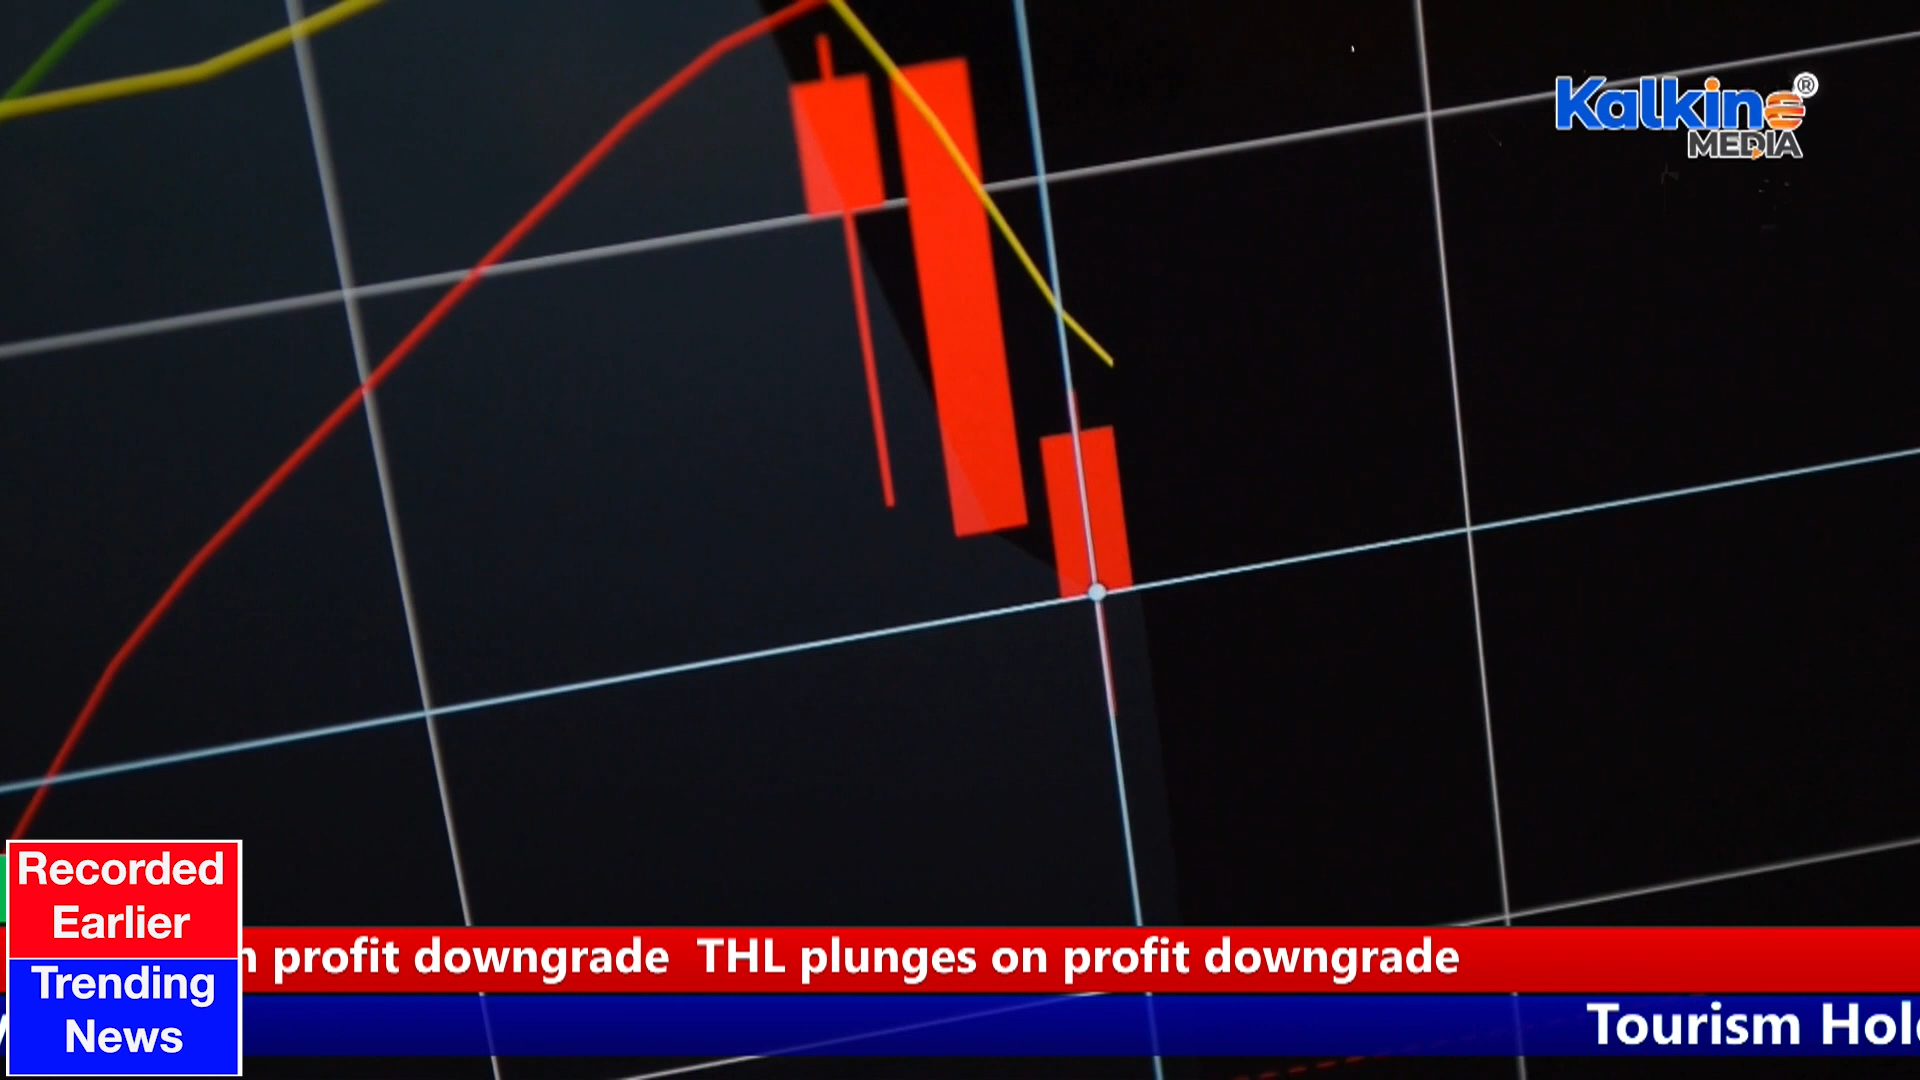 Kalkine®
MEDIA
Recorded
Earlier
profit downgrade THL plunges on profit downgrade
Trending
News
Tourism